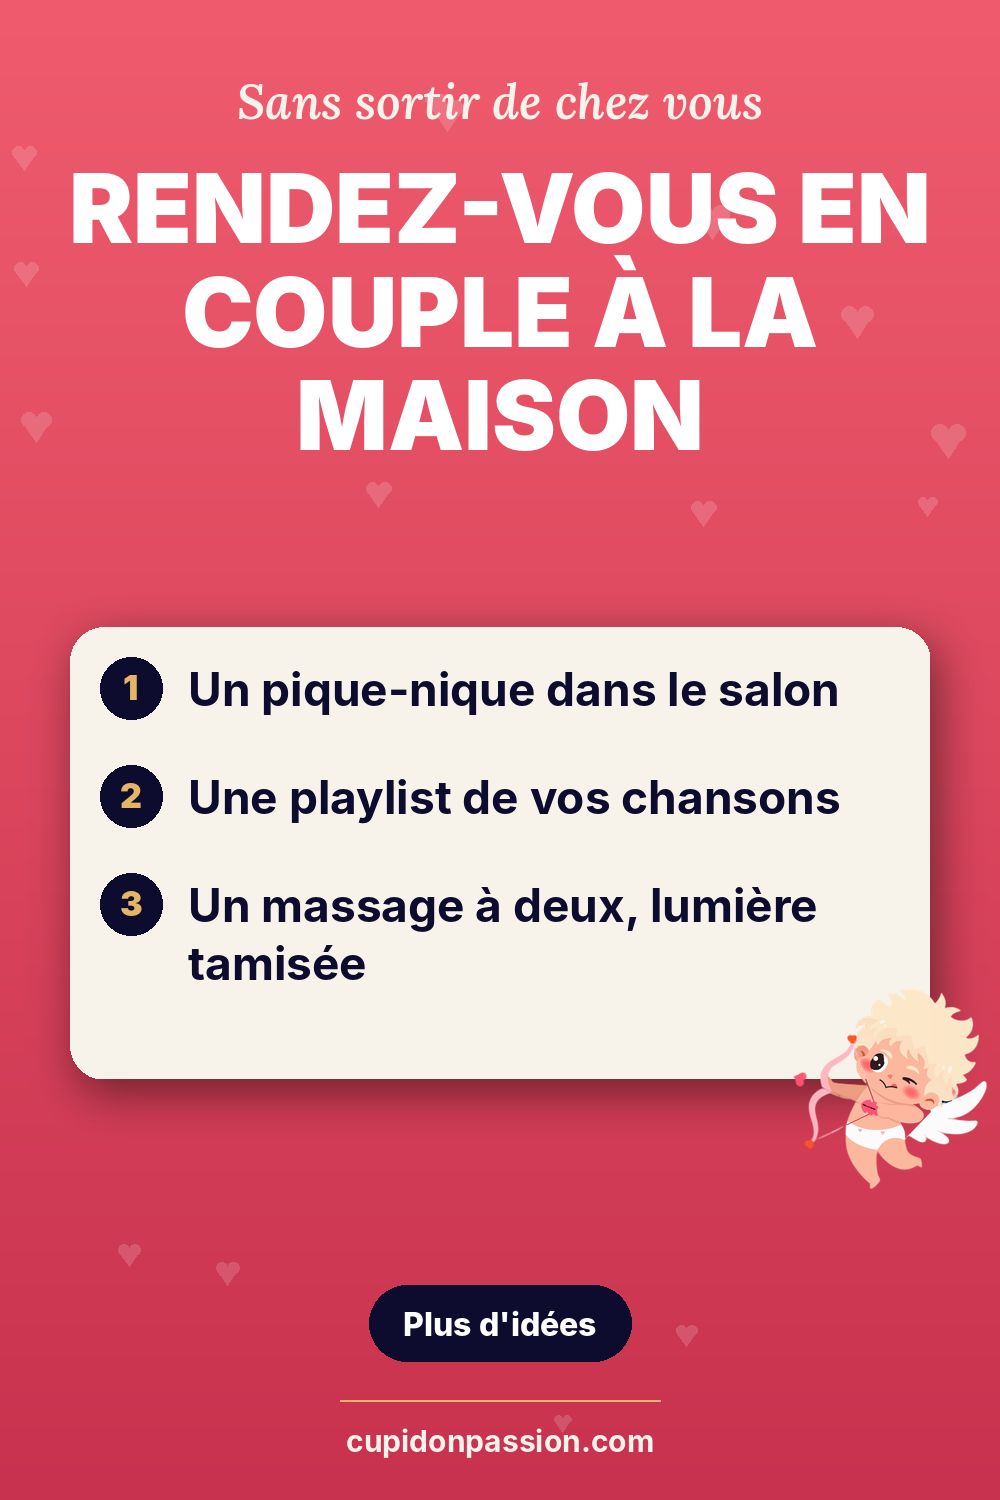 Sans sortir de chez vous
RENDEZ-VOUS EN
COUPLE À LA
MAISON
1 Un pique-nique dans le salon
2 Une playlist de vos chansons
3 Un massage à deux, lumière
tamisée
Plus d'idées
cupidonpassion.com